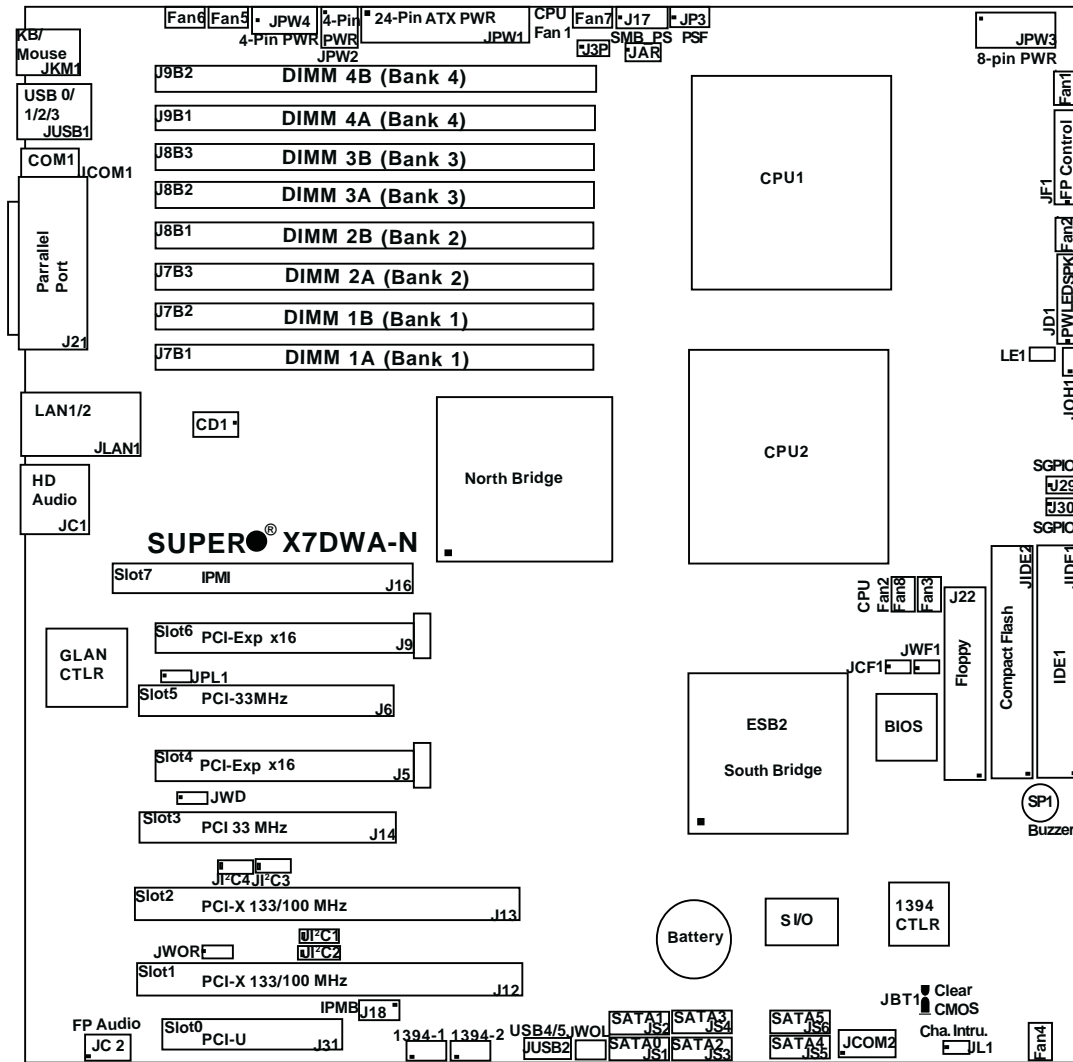 Fan6 Fan5 JPW4 4-Pin PWR 24-Pin ATX PWR JPW1 CPU Fan 1 Fan7 J17 JP3
4-Pin PWR JPW2 SMB_PS PSF
J3P JAR
JPW3
8-pin PWR
KB/
Mouse
JKM1
USB 0/
1/2/3
JUSB1
COM1
JCOM1
Parrallel
Port
J21
LAN1/2
JLAN1
HD
Audio
JC1
J9B2 DIMM 4B (Bank 4)
J9B1 DIMM 4A (Bank 4)
J8B3 DIMM 3B (Bank 3)
J8B2 DIMM 3A (Bank 3)
J8B1 DIMM 2B (Bank 2)
J7B3 DIMM 2A (Bank 2)
J7B2 DIMM 1B (Bank 1)
J7B1 DIMM 1A (Bank 1)
CD1
CPU1
CPU2
North Bridge
Fan1
FP Control
JF1
Fan2
PWLEDSPK
JD1
LE1
JOH1
SGPIO
J29
J30
SGPIO
SUPER® X7DWA-N
Slot7 IPMI J16
Slot6 PCI-Exp x16 J9
GLAN
CTLR
JPL1
Slot5 PCI-33MHz J6
Slot4 PCI-Exp x16 J5
JWD
Slot3 PCI 33 MHz J14
JI²C4 JI²C3
Slot2 PCI-X 133/100 MHz J13
JWOR JI²C1
JI²C2
Slot1 PCI-X 133/100 MHz J12
IPMB J18
Slot0 PCI-U J31
FP Audio
JC 2
CPU
Fan2
Fan8
Fan3
J22
Floppy
JIDE2
Compact Flash
JIDE1
IDE1
JWF1
JCF1
BIOS
ESB2
South Bridge
SP1
Buzzer
Battery
SI/O
1394
CTLR
JBT1 Clear
CMOS
Cha. Intru.
JL1
Fan4
1394-1 1394-2
USB4/5
JUSB2
JWOL
SATA1 JS2
SATA3 JS4
SATA0 JS1
SATA2 JS3
SATA5 JS6
SATA4 JS5
JCOM2